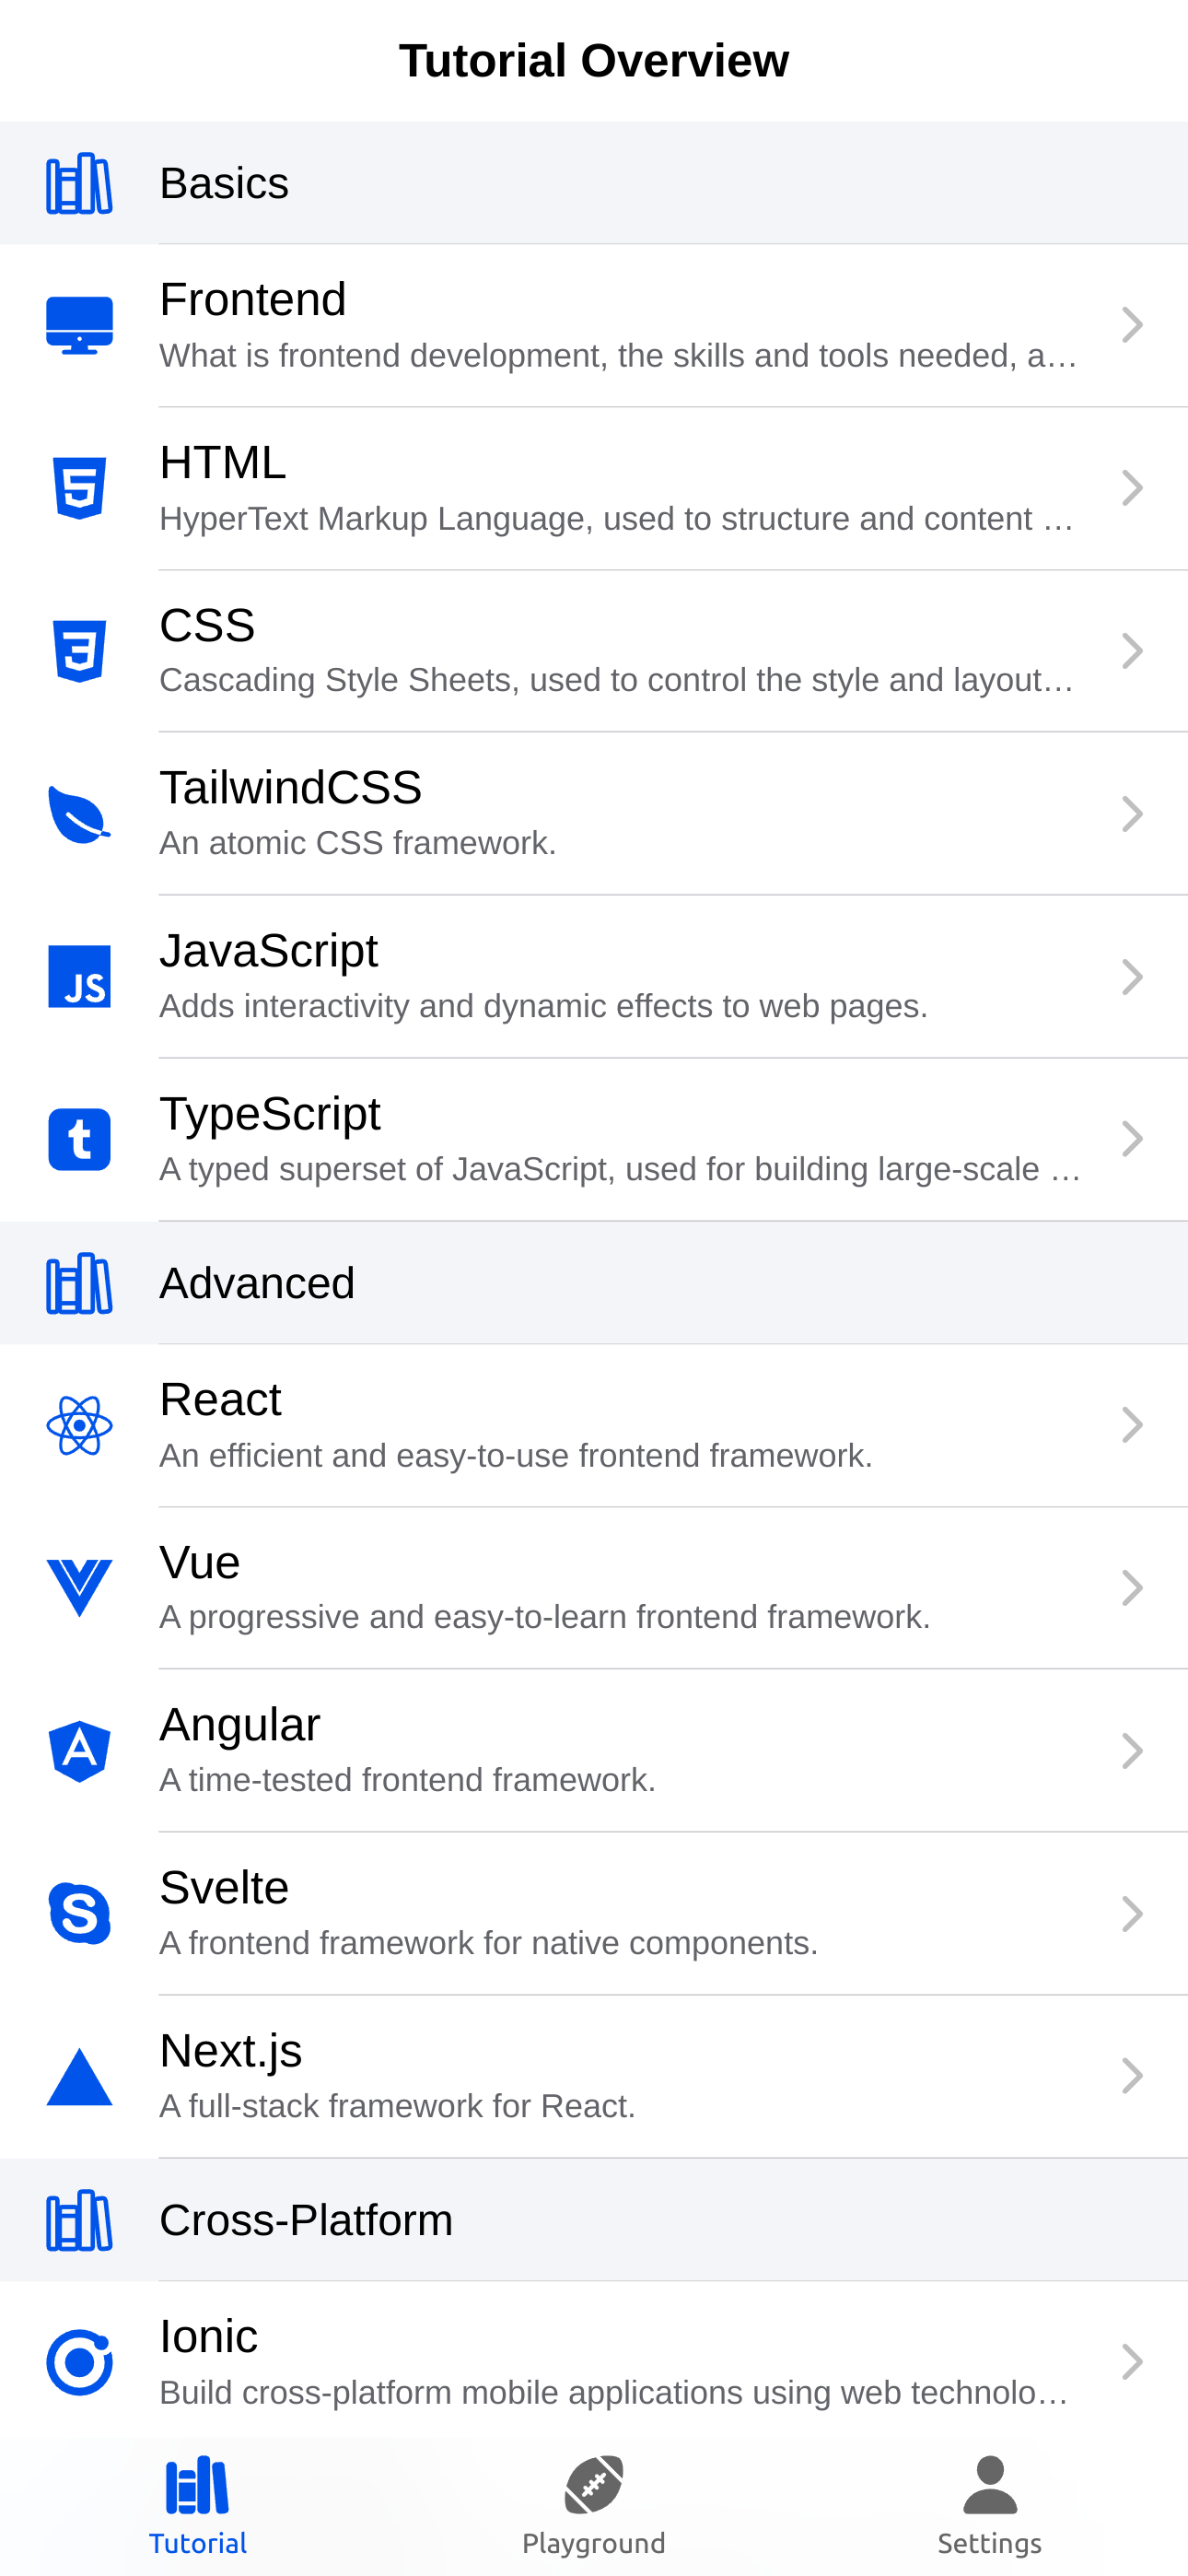 Tutorial Overview
Basics
Frontend
What is frontend development, the skills and tools needed, a…
HTML
HyperText Markup Language, used to structure and content …
CSS
Cascading Style Sheets, used to control the style and layout…
TailwindCSS
An atomic CSS framework.
JS
JavaScript
Adds interactivity and dynamic effects to web pages.
TypeScript
A typed superset of JavaScript, used for building large-scale …
Advanced
React
An efficient and easy-to-use frontend framework.
Vue
A progressive and easy-to-learn frontend framework.
Angular
A time-tested frontend framework.
Svelte
A frontend framework for native components.
Next.js
A full-stack framework for React.
Cross-Platform
Ionic
Build cross-platform mobile applications using web technolo…
Tutorial
Playground
Settings